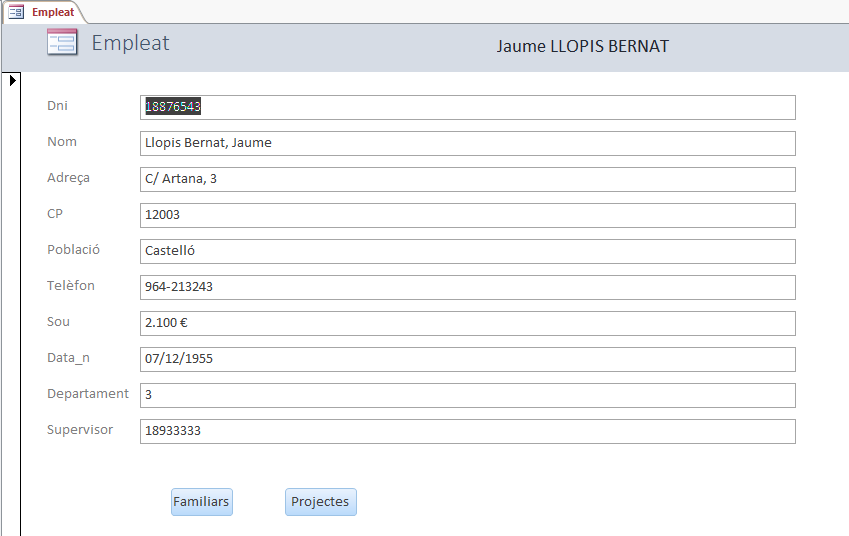 Empleat
Empleat Jaume LLOPIS BERNAT
Dni 18876543
Nom Llopis Bernat, Jaume
Adreça C/ Artana, 3
CP 12003
Població Castelló
Telèfon 964-213243
Sou 2.100 €
Data_n 07/12/1955
Departament 3
Supervisor 18933333
Familiars Projectes